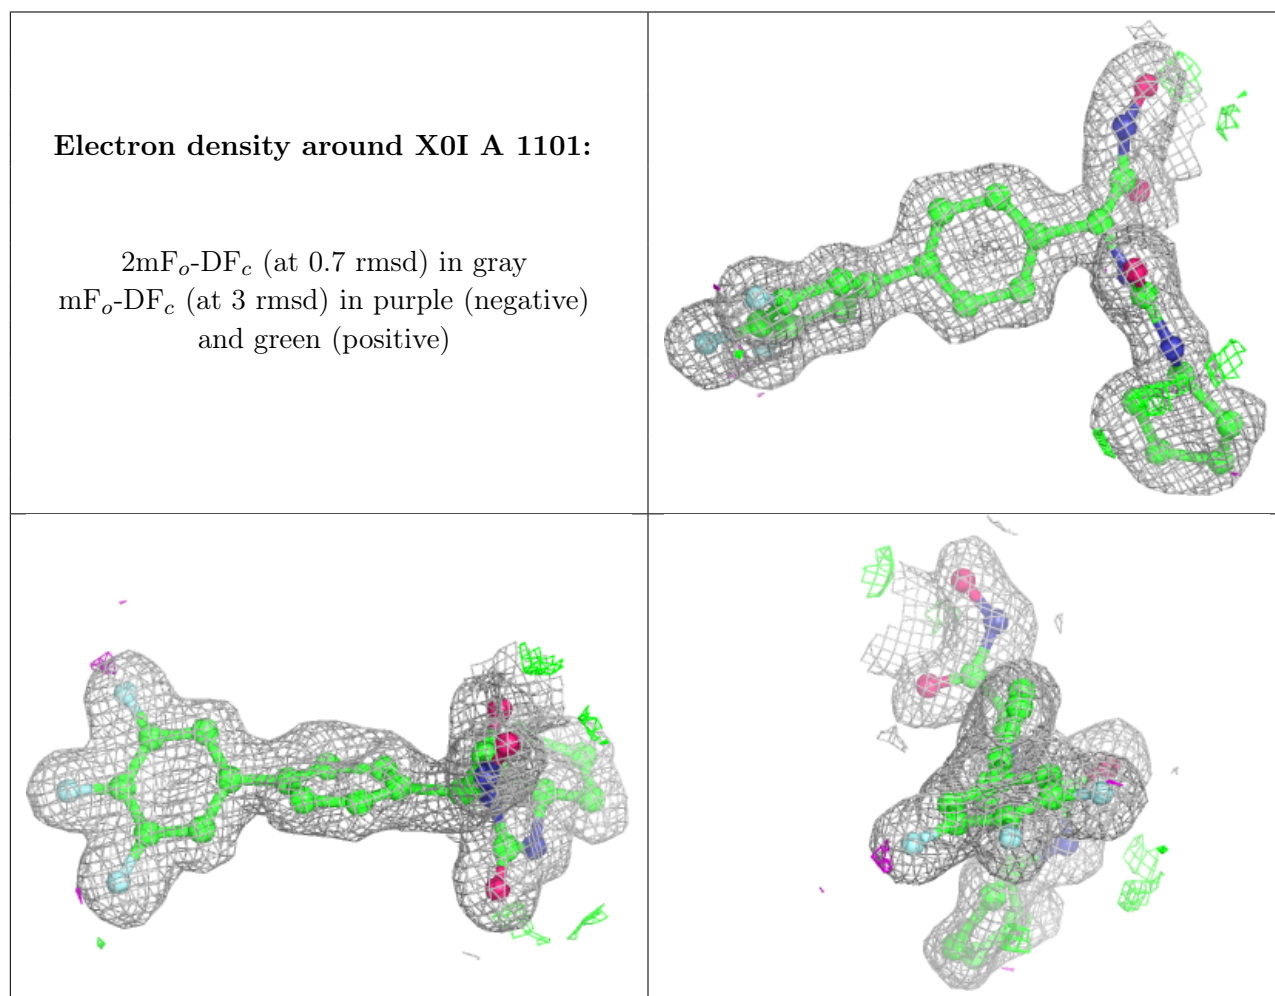 Electron density around X0I A 1101:
2mFo-DFc (at 0.7 rmsd) in gray
mFo-DFc (at 3 rmsd) in purple (negative)
and green (positive)